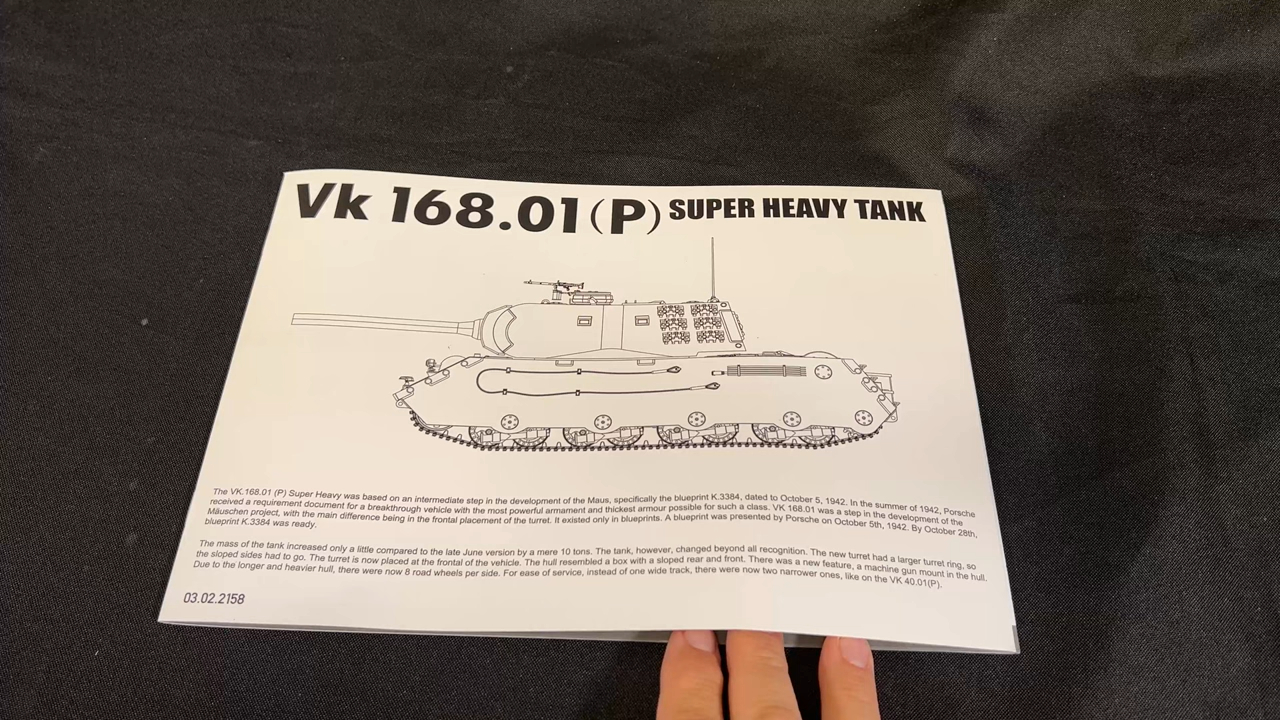 Vk 168.01 (P) SUPER HEAVY TANK
The VK.168.01 (P) Super Heavy was based on an intermediate step in the development of the Maus, specifically the blueprint K.3384, dated to October 5, 1942. In the summer of 1942, Porsche
received a requirement document for a breakthrough vehicle with the most powerful armament and thickest armour possible for such a class. VK 168.01 was a step in the development of the
Mäuschen project, with the main difference being in the frontal placement of the turret. It existed only in blueprints. A blueprint was presented by Porsche on October 5th, 1942. By October 28th,
blueprint K.3384 was ready.
The mass of the tank increased only a little compared to the late June version by a mere 10 tons. The tank, however, changed beyond all recognition. The new turret had a larger turret ring, so
the sloped sides had to go. The turret is now placed at the frontal of the vehicle. The hull resembled a box with a sloped rear and front. There was a new feature, a machine gun mount in the hull.
Due to the longer and heavier hull, there were now 8 road wheels per side. For ease of service, instead of one wide track, there were now two narrower ones, like on the VK 40.01(P).
03.02.2158